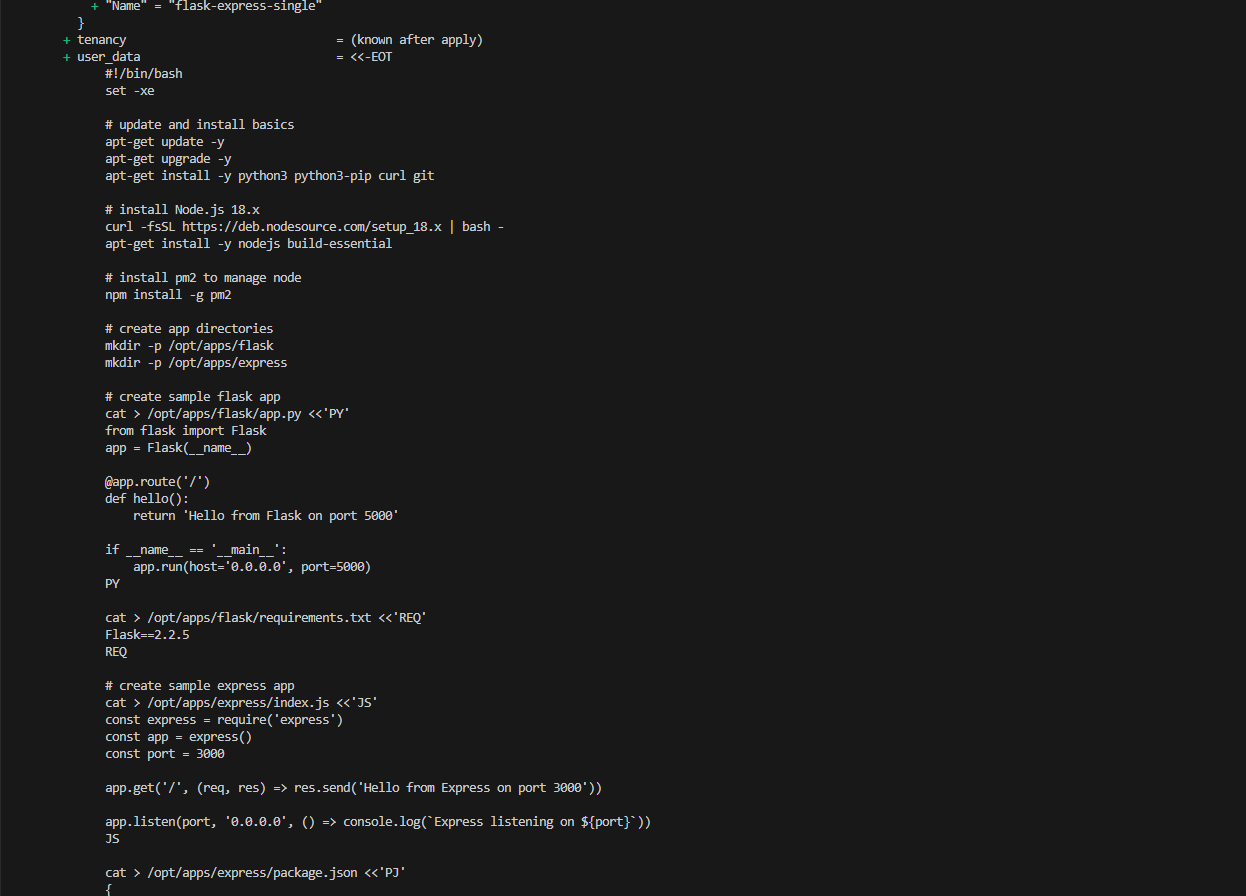 + "Name" = "flask-express-single"
}
+ tenancy = (known after apply)
+ user_data = <<-EOT
#!/bin/bash
set -xe
# update and install basics
apt-get update -y
apt-get upgrade -y
apt-get install -y python3 python3-pip curl git
# install Node.js 18.x
curl -fsSL https://deb.nodesource.com/setup_18.x | bash -
apt-get install -y nodejs build-essential
# install pm2 to manage node
npm install -g pm2
# create app directories
mkdir -p /opt/apps/flask
mkdir -p /opt/apps/express
# create sample flask app
cat > /opt/apps/flask/app.py <<'PY'
from flask import Flask
app = Flask(__name__)
@app.route('/')
def hello():
    return 'Hello from Flask on port 5000'
if __name__ == '__main__':
    app.run(host='0.0.0.0', port=5000)
PY
cat > /opt/apps/flask/requirements.txt <<'REQ'
Flask==2.2.5
REQ
# create sample express app
cat > /opt/apps/express/index.js <<'JS'
const express = require('express')
const app = express()
const port = 3000
app.get('/', (req, res) => res.send('Hello from Express on port 3000'))
app.listen(port, '0.0.0.0', () => console.log(`Express listening on ${port}`))
JS
cat > /opt/apps/express/package.json <<'PJ'
{